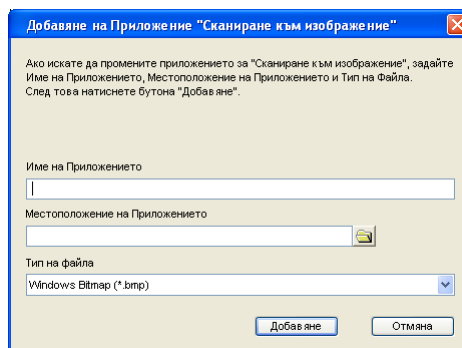 Добавяне на Приложение "Сканиране към изображение"
Ако искате да промените приложението за "Сканиране към изображение", задайте
Име на Приложението, Местоположение на Приложението и Тип на Файла.
След това натиснете бутона "Добавяне".
Име на Приложението
Местоположение на Приложението
Тип на файла
Windows Bitmap (*.bmp)
Добавяне Отмяна